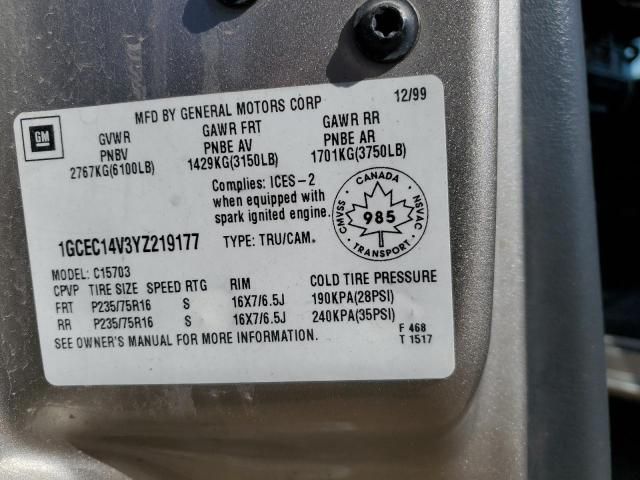 MFD BY GENERAL MOTORS CORP 12/99
GM
GVWR GAWR FRT GAWR RR
PNBV PNBE AV PNBE AR
2767KG(6100LB) 1429KG(3150LB) 1701KG(3750LB)
Complies: ICES-2
when equipped with
spark ignited engine.
CANADA
CMVSS
985
NSVAC
TRANSPORT
1GCEC14V3YZ219177 TYPE: TRU/CAM.
MODEL: C15703
CPVP TIRE SIZE SPEED RTG RIM COLD TIRE PRESSURE
FRT P235/75R16 S 16X7/6.5J 190KPA(28PSI)
RR P235/75R16 S 16X7/6.5J 240KPA(35PSI)
SEE OWNER'S MANUAL FOR MORE INFORMATION.
F 468
T 1517